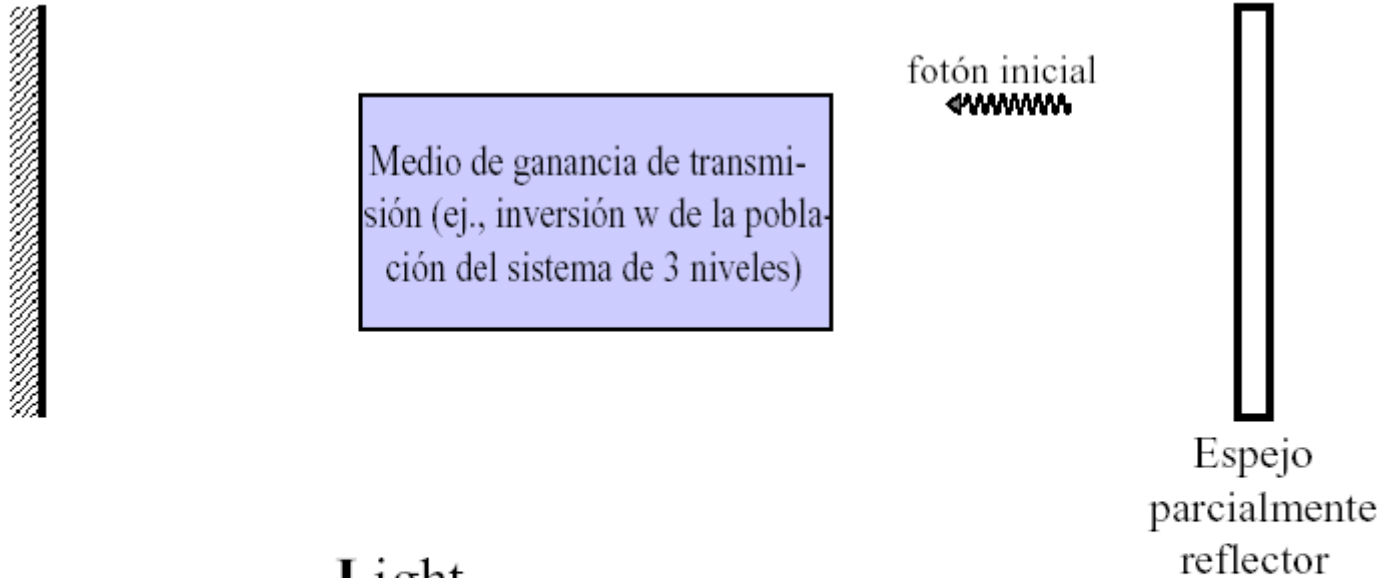 fotón inicial
Medio de ganancia de transmi-
sión (ej., inversión w de la pobla-
ción del sistema de 3 niveles)
Espejo
parcialmente
reflector
Light